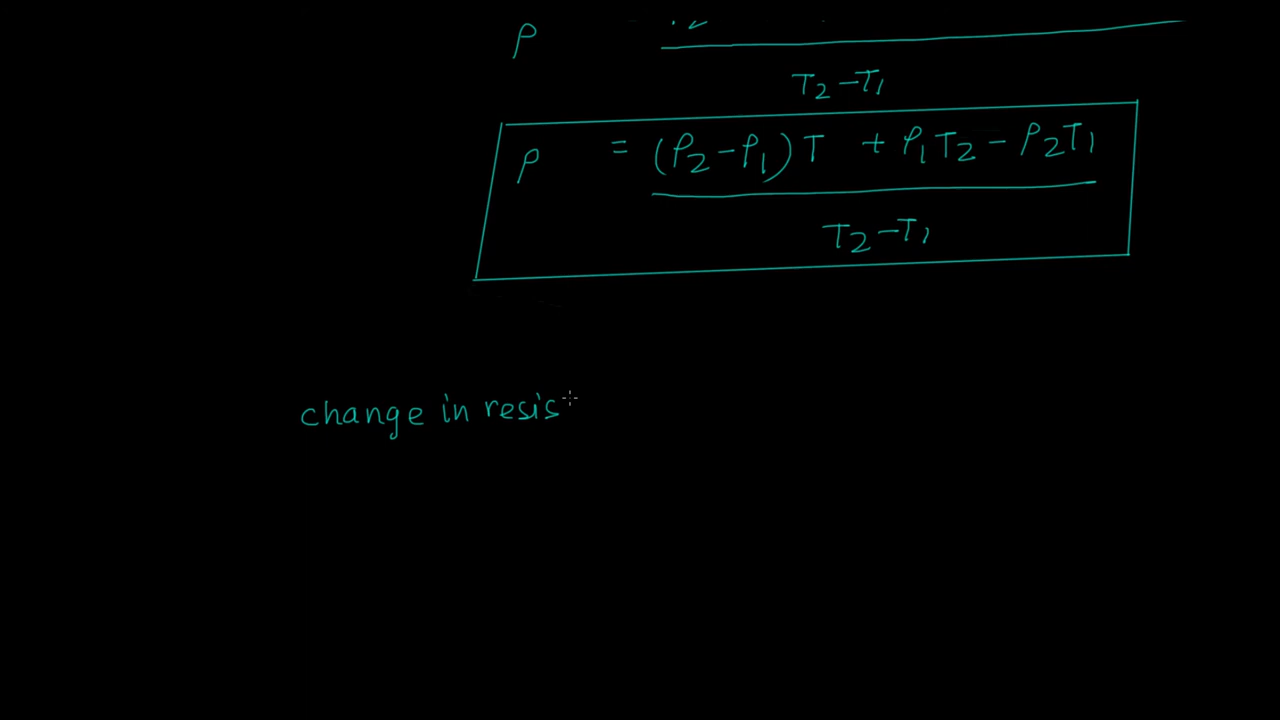 ρ
T₂ - T₁
ρ = (ρ₂ - ρ₁) T + ρ₁T₂ - ρ₂T₁
T₂ - T₁
change in resis